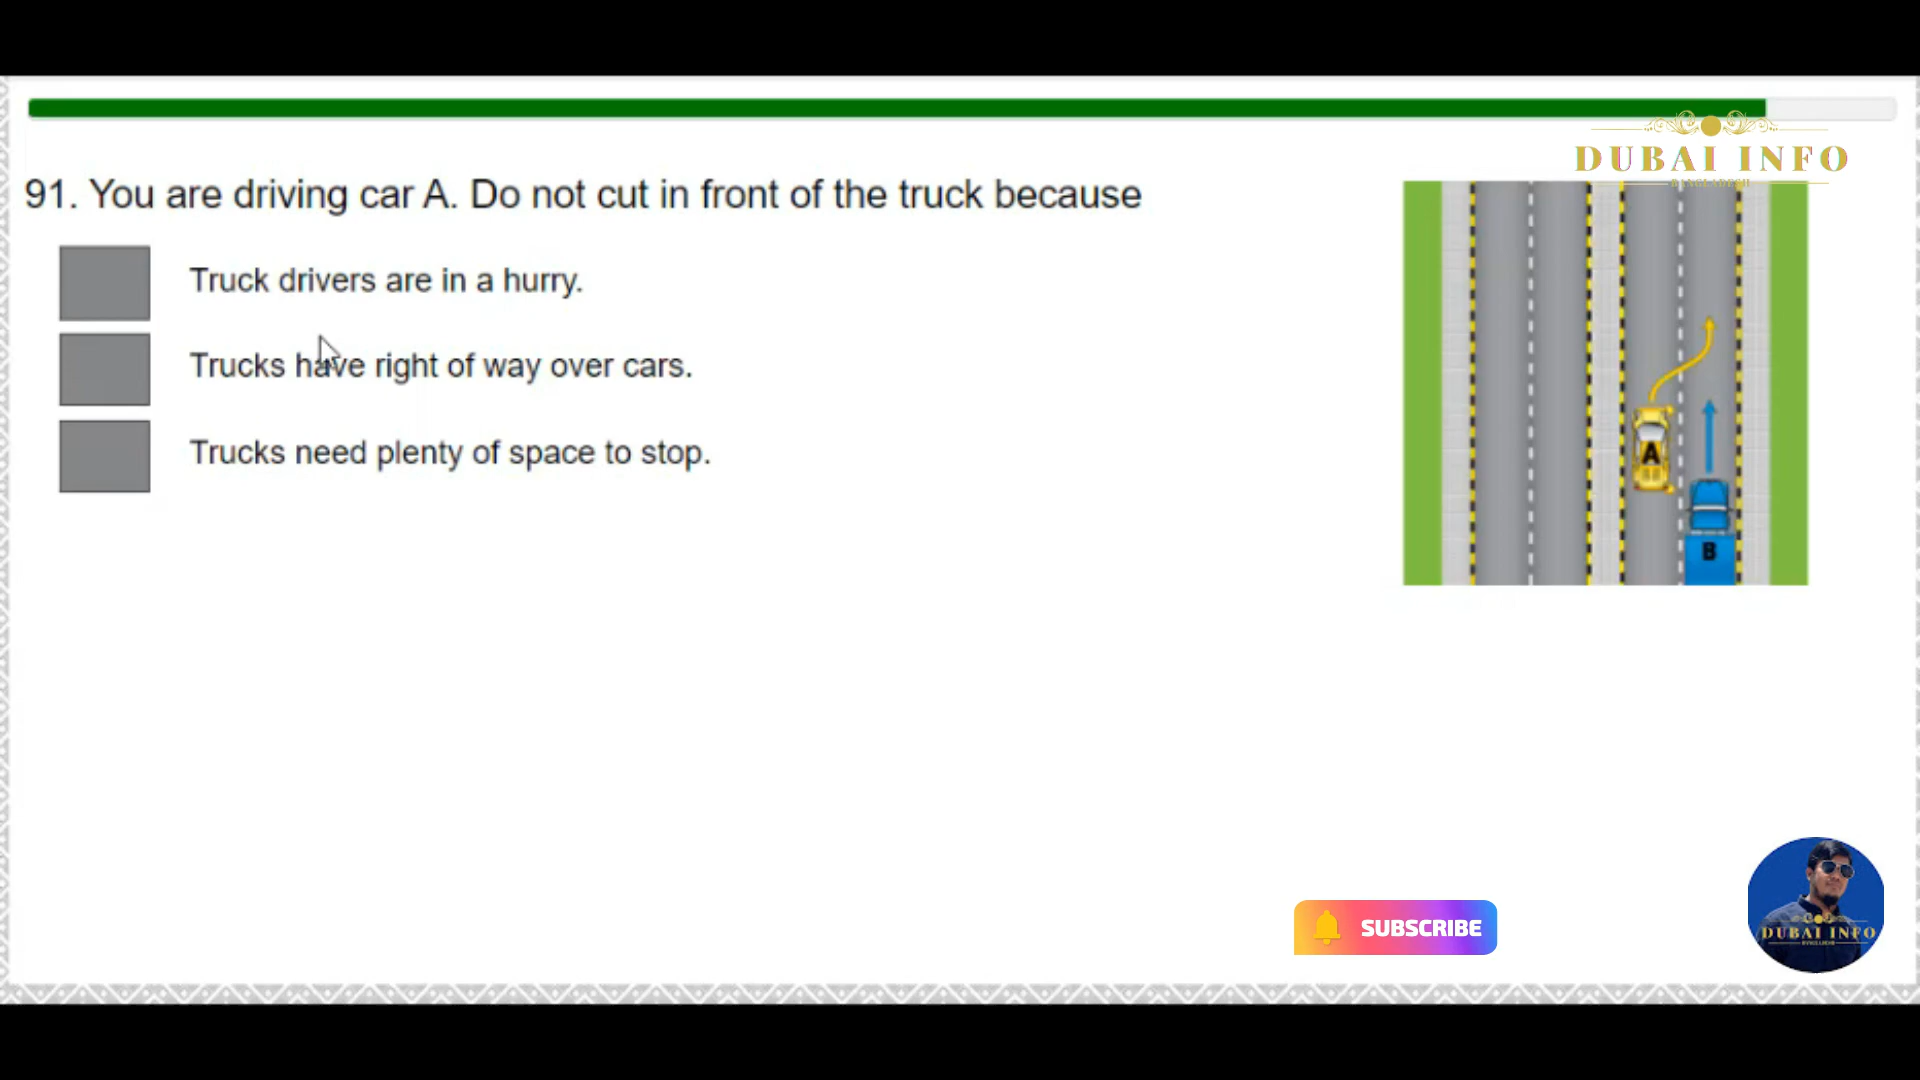 DUBAI INFO
BANGLADESH
91. You are driving car A. Do not cut in front of the truck because
Truck drivers are in a hurry.
Trucks have right of way over cars.
Trucks need plenty of space to stop.
A
B
SUBSCRIBE
DUBAI INFO